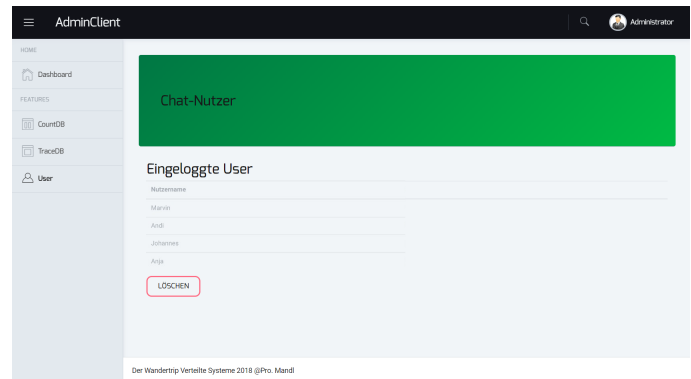 AdminClient
Administrator
HOME
Dashboard
FEATURES
CountDB
TraceDB
User
Chat-Nutzer
Eingeloggte User
Nutzername
Marvin
Andi
Johannes
Anja
LÖSCHEN
Der Wandertrip Verteilte Systeme 2018 @Pro. Mandl